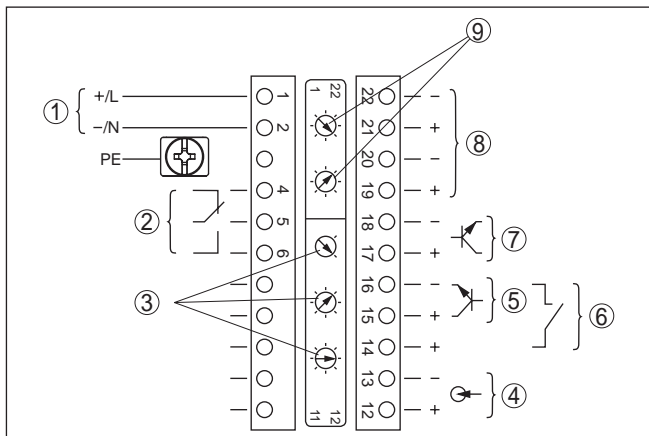 ⑨
① +/L 1 1 22 22 −
−/N 2 21 + ⑧
PE 20 −
4 19 +
② 5 18 − ⑦
6 17 +
16 − ⑤
③ 15 + ⑥
14 +
13 − ④
11 12 12 +